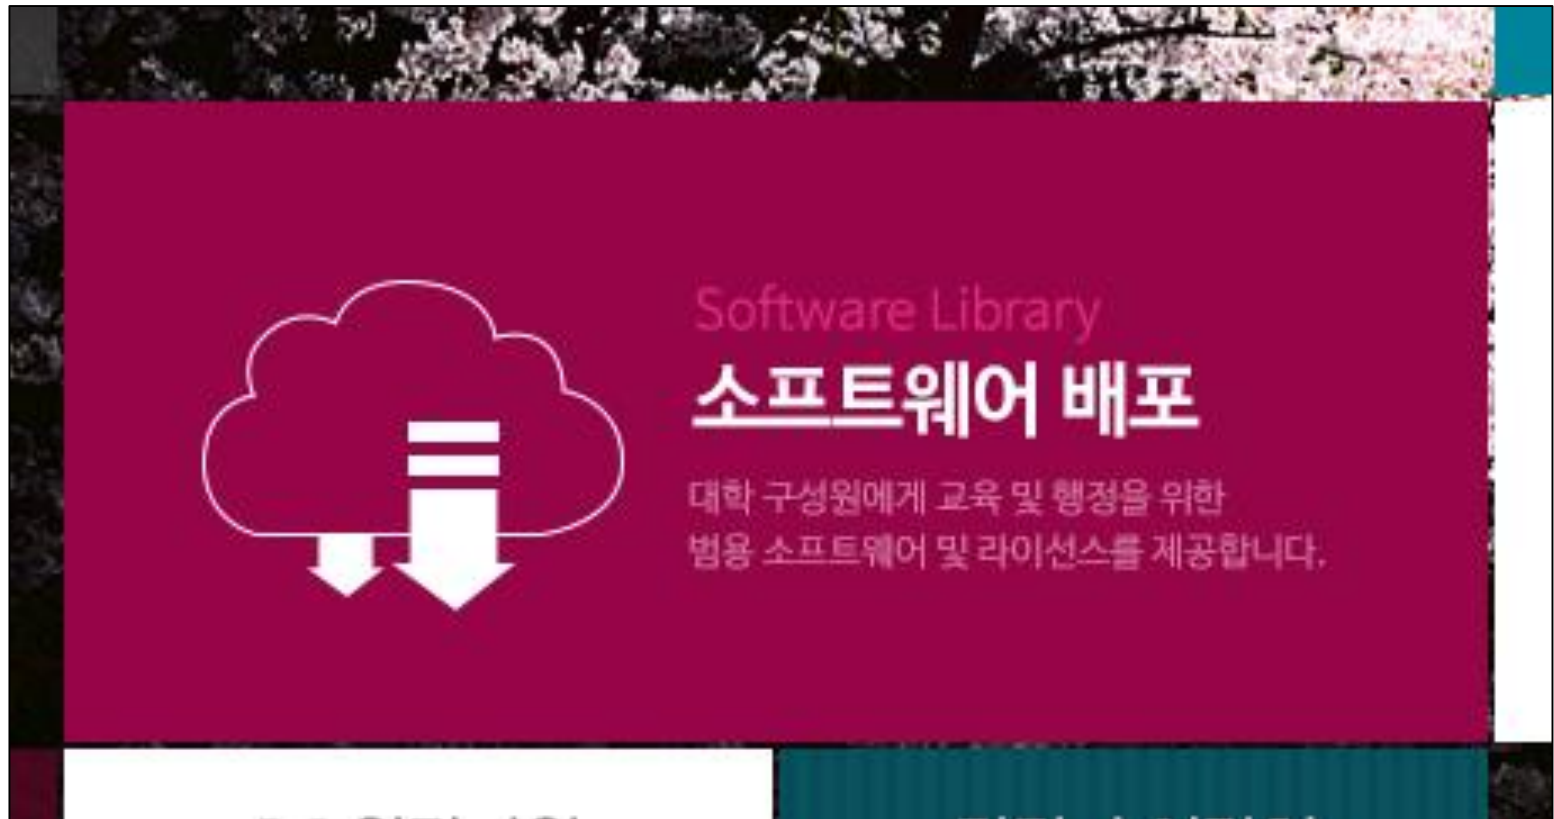 Software Library
소프트웨어 배포
대학 구성원에게 교육 및 행정을 위한
범용 소프트웨어 및 라이선스를 제공합니다.